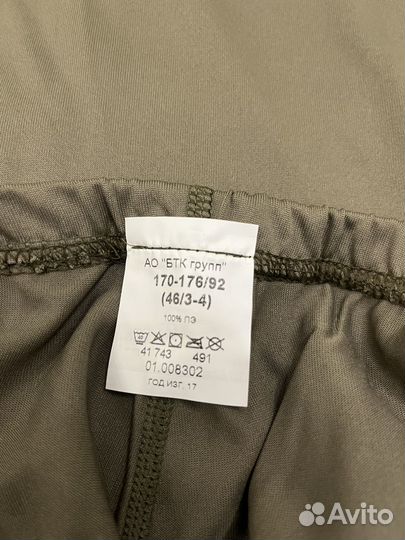 АО "БТК групп"
170-176/92
(46/3-4)
100% ПЭ
40
41 743 491
01.008302
ГОД ИЗГ. 17
Avito